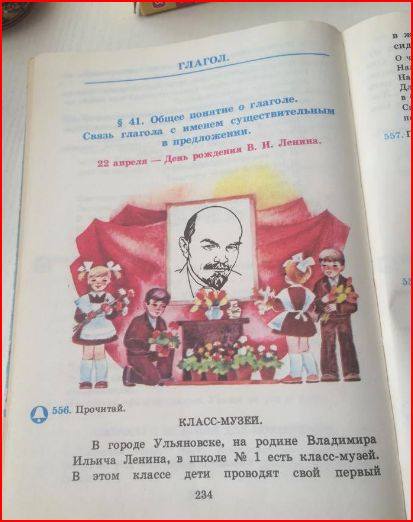 ГЛАГОЛ.
§ 41. Общее понятие о глаголе.
Связь глагола с именем существительным
в предложении.
22 апреля — День рождения В. И. Ленина.
556. Прочитай.
КЛАСС-МУЗЕЙ.
В городе Ульяновске, на родине Владимира
Ильича Ленина, в школе № 1 есть класс-музей.
В этом классе дети проводят свой первый
234
557.